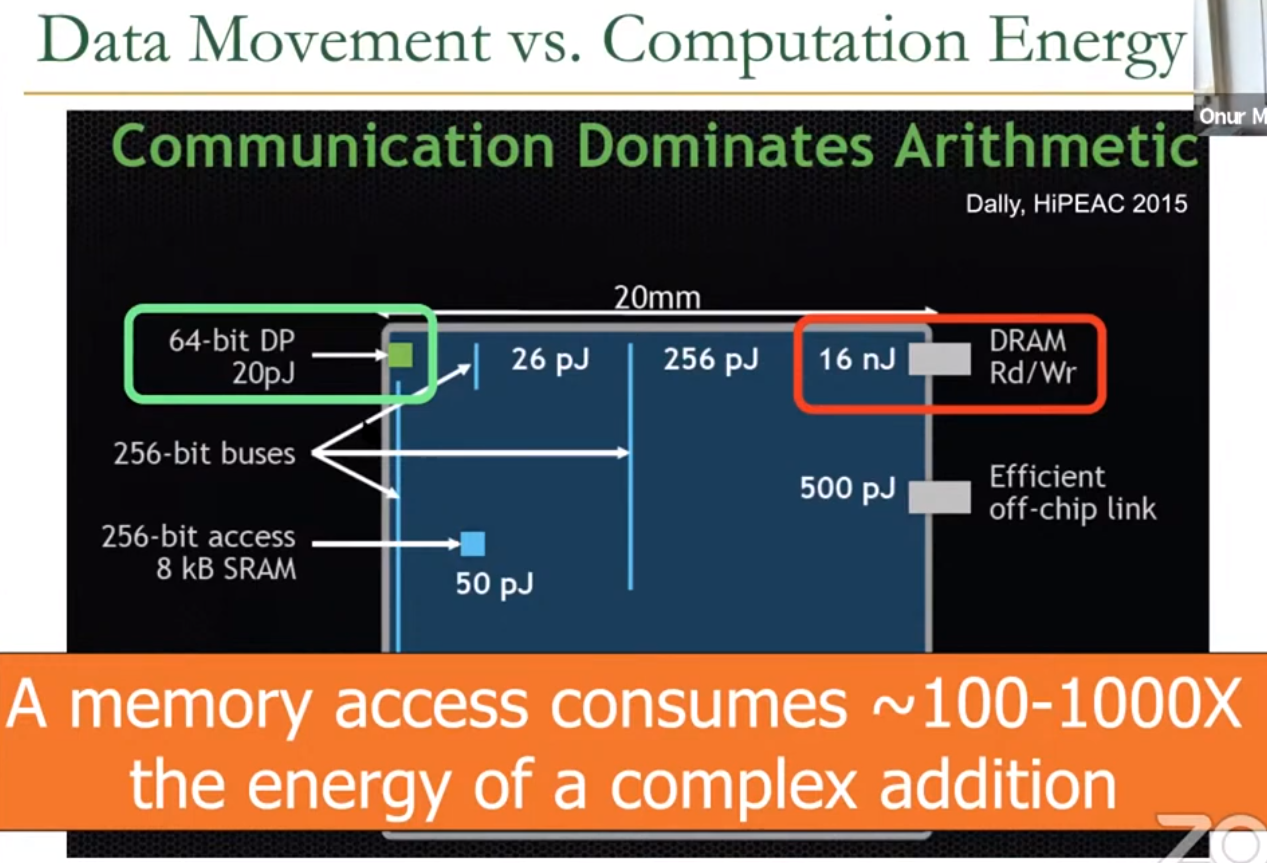 Data Movement vs. Computation Energy
Onur M
Communication Dominates Arithmetic
Dally, HiPEAC 2015
20mm
64-bit DP
20pJ
26 pJ
256 pJ
16 nJ
DRAM
Rd/Wr
256-bit buses
500 pJ
Efficient
off-chip link
256-bit access
8 kB SRAM
50 pJ
A memory access consumes ~100-1000X
the energy of a complex addition
zo